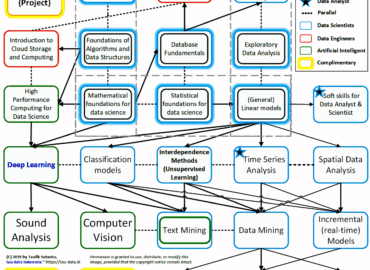 (Project)
Data Analyst
Parallel
Data Scientists
Data Engineers
Artificial Intelligent
Complimentary
Introduction to
Cloud Storage
and Computing
Foundations of
Algorithms and
Data Structures
Database
Fundamentals
Exploratory
Data Analysis
High
Performance
Computing for
Data Science
Mathematical
foundations for
data science
Statistical
foundations for
data science
(General)
Linear models
Soft skills for
Data Analyst &
Scientist
Deep Learning
Classification
models
Interdependence
Methods
(Unsupervised
Learning)
Time Series
Analysis
Spatial Data
Analysis
Sound
Analysis
Computer
Vision
Text Mining
Data Mining
Incremental
(real-time)
Models
(C) 2019 by Taufik Sutanto,
tau data Indonesia ~ https://tau-data.id
Permission is granted to use, distribute, or modify this
image, provided that the copyright notice remain intact